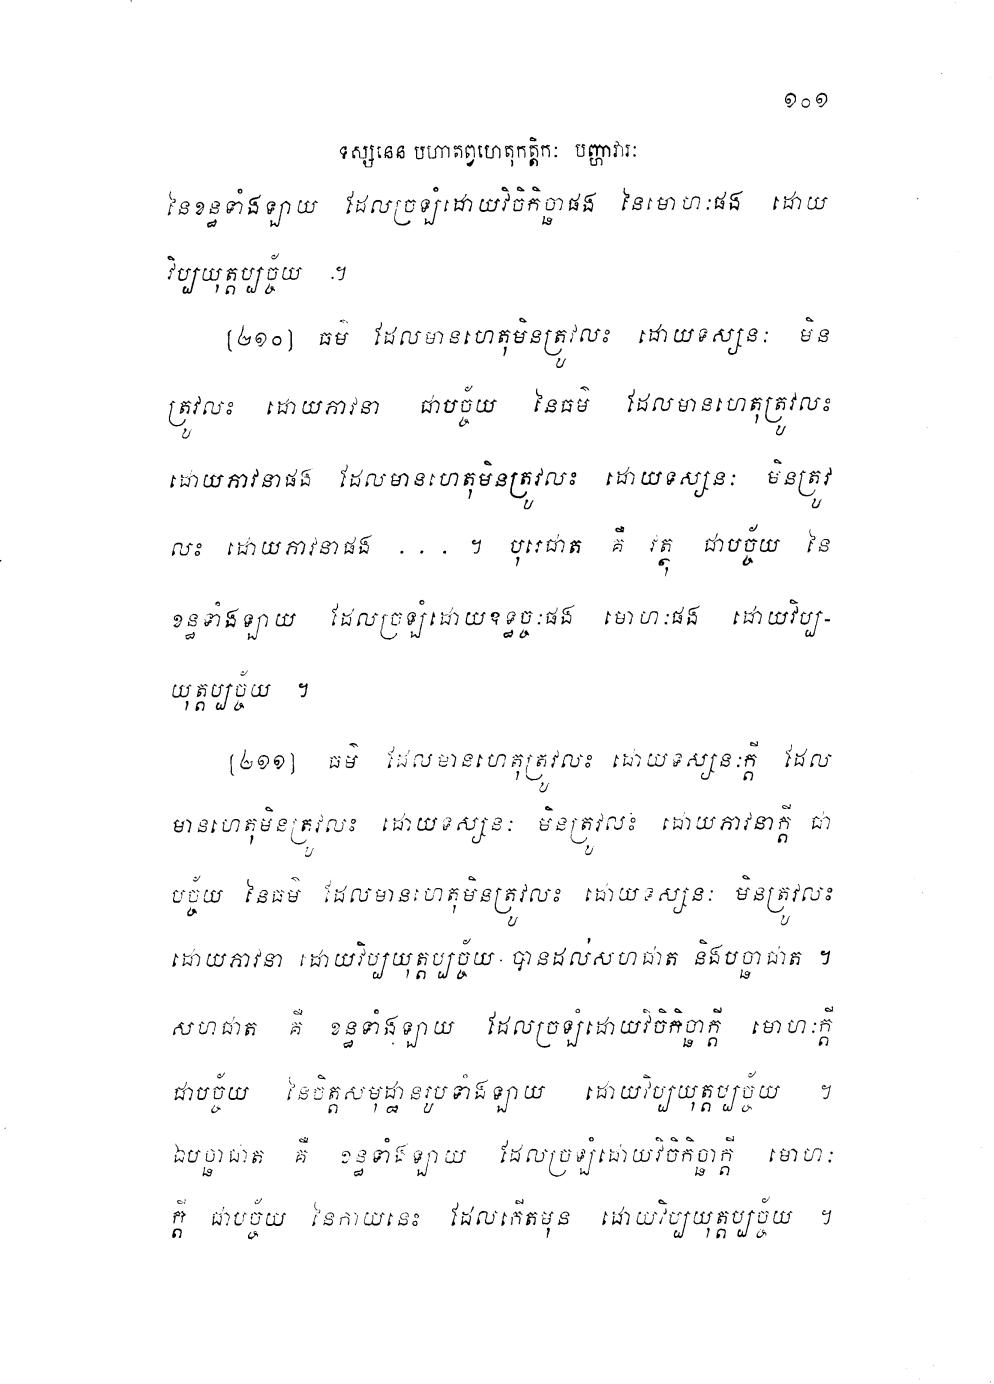 ១០១
ទស្សនេន បហាតព្វហេតុកត្តិកៈ បញ្ហាវារៈ
នៃខន្ធទាំងឡាយ ដែលច្រឡំដោយវិចិកិច្ឆាផង នៃមោហៈផង ដោយ
វិប្បយុត្តប្បច្ច័យ ។
[២១០] ធម៌ ដែលមានហេតុមិនត្រូវលះ ដោយទស្សនៈ មិន
ត្រូវលះ ដោយភាវនា ជាបច្ច័យ នៃធម៌ ដែលមានហេតុត្រូវលះ
ដោយភាវនាផង ដែលមានហេតុមិនត្រូវលះ ដោយទស្សនៈ មិនត្រូវ
លះ ដោយភាវនាផង . . . ។ បុរេជាត គឺ វត្ថុ ជាបច្ច័យ នៃ
ខន្ធទាំងឡាយ ដែលច្រឡំដោយឧទ្ធច្ចៈផង មោហៈផង ដោយវិប្ប-
យុត្តប្បច្ច័យ ។
[២១១] ធម៌ ដែលមានហេតុត្រូវលះ ដោយទស្សនៈក្តី ដែល
មានហេតុមិនត្រូវលះ ដោយទស្សនៈ មិនត្រូវលះ ដោយភាវនាក្តី ជា
បច្ច័យ នៃធម៌ ដែលមានហេតុមិនត្រូវលះ ដោយទស្សនៈ មិនត្រូវលះ
ដោយភាវនា ដោយវិប្បយុត្តប្បច្ច័យ បានដល់សហជាត និងបច្ឆាជាត ។
សហជាត គឺ ខន្ធទាំងឡាយ ដែលច្រឡំដោយវិចិកិច្ឆាក្តី មោហៈក្តី
ជាបច្ច័យ នៃចិត្តសមុដ្ឋានរូបទាំងឡាយ ដោយវិប្បយុត្តប្បច្ច័យ ។
ឯបច្ឆាជាត គឺ ខន្ធទាំងឡាយ ដែលច្រឡំដោយវិចិកិច្ឆាក្តី មោហៈ
ក្តី ជាបច្ច័យ នៃកាយនេះ ដែលកើតមុន ដោយវិប្បយុត្តប្បច្ច័យ ។